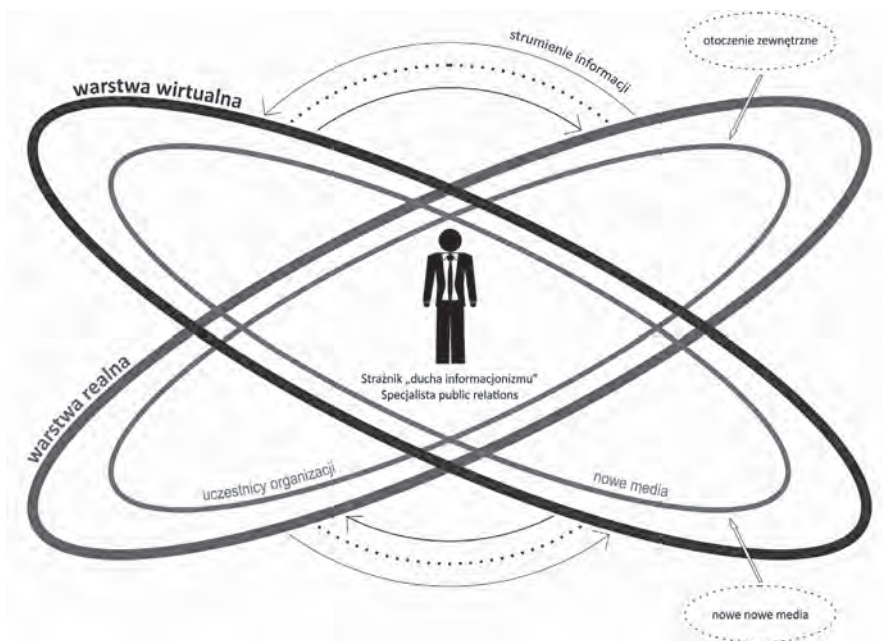 strumienie informacji
otoczenie zewnętrzne
warstwa wirtualna
Strażnik „ducha informacjonizmu”
Specjalista public relations
warstwa realna
uczestnicy organizacji
nowe media
nowe nowe media